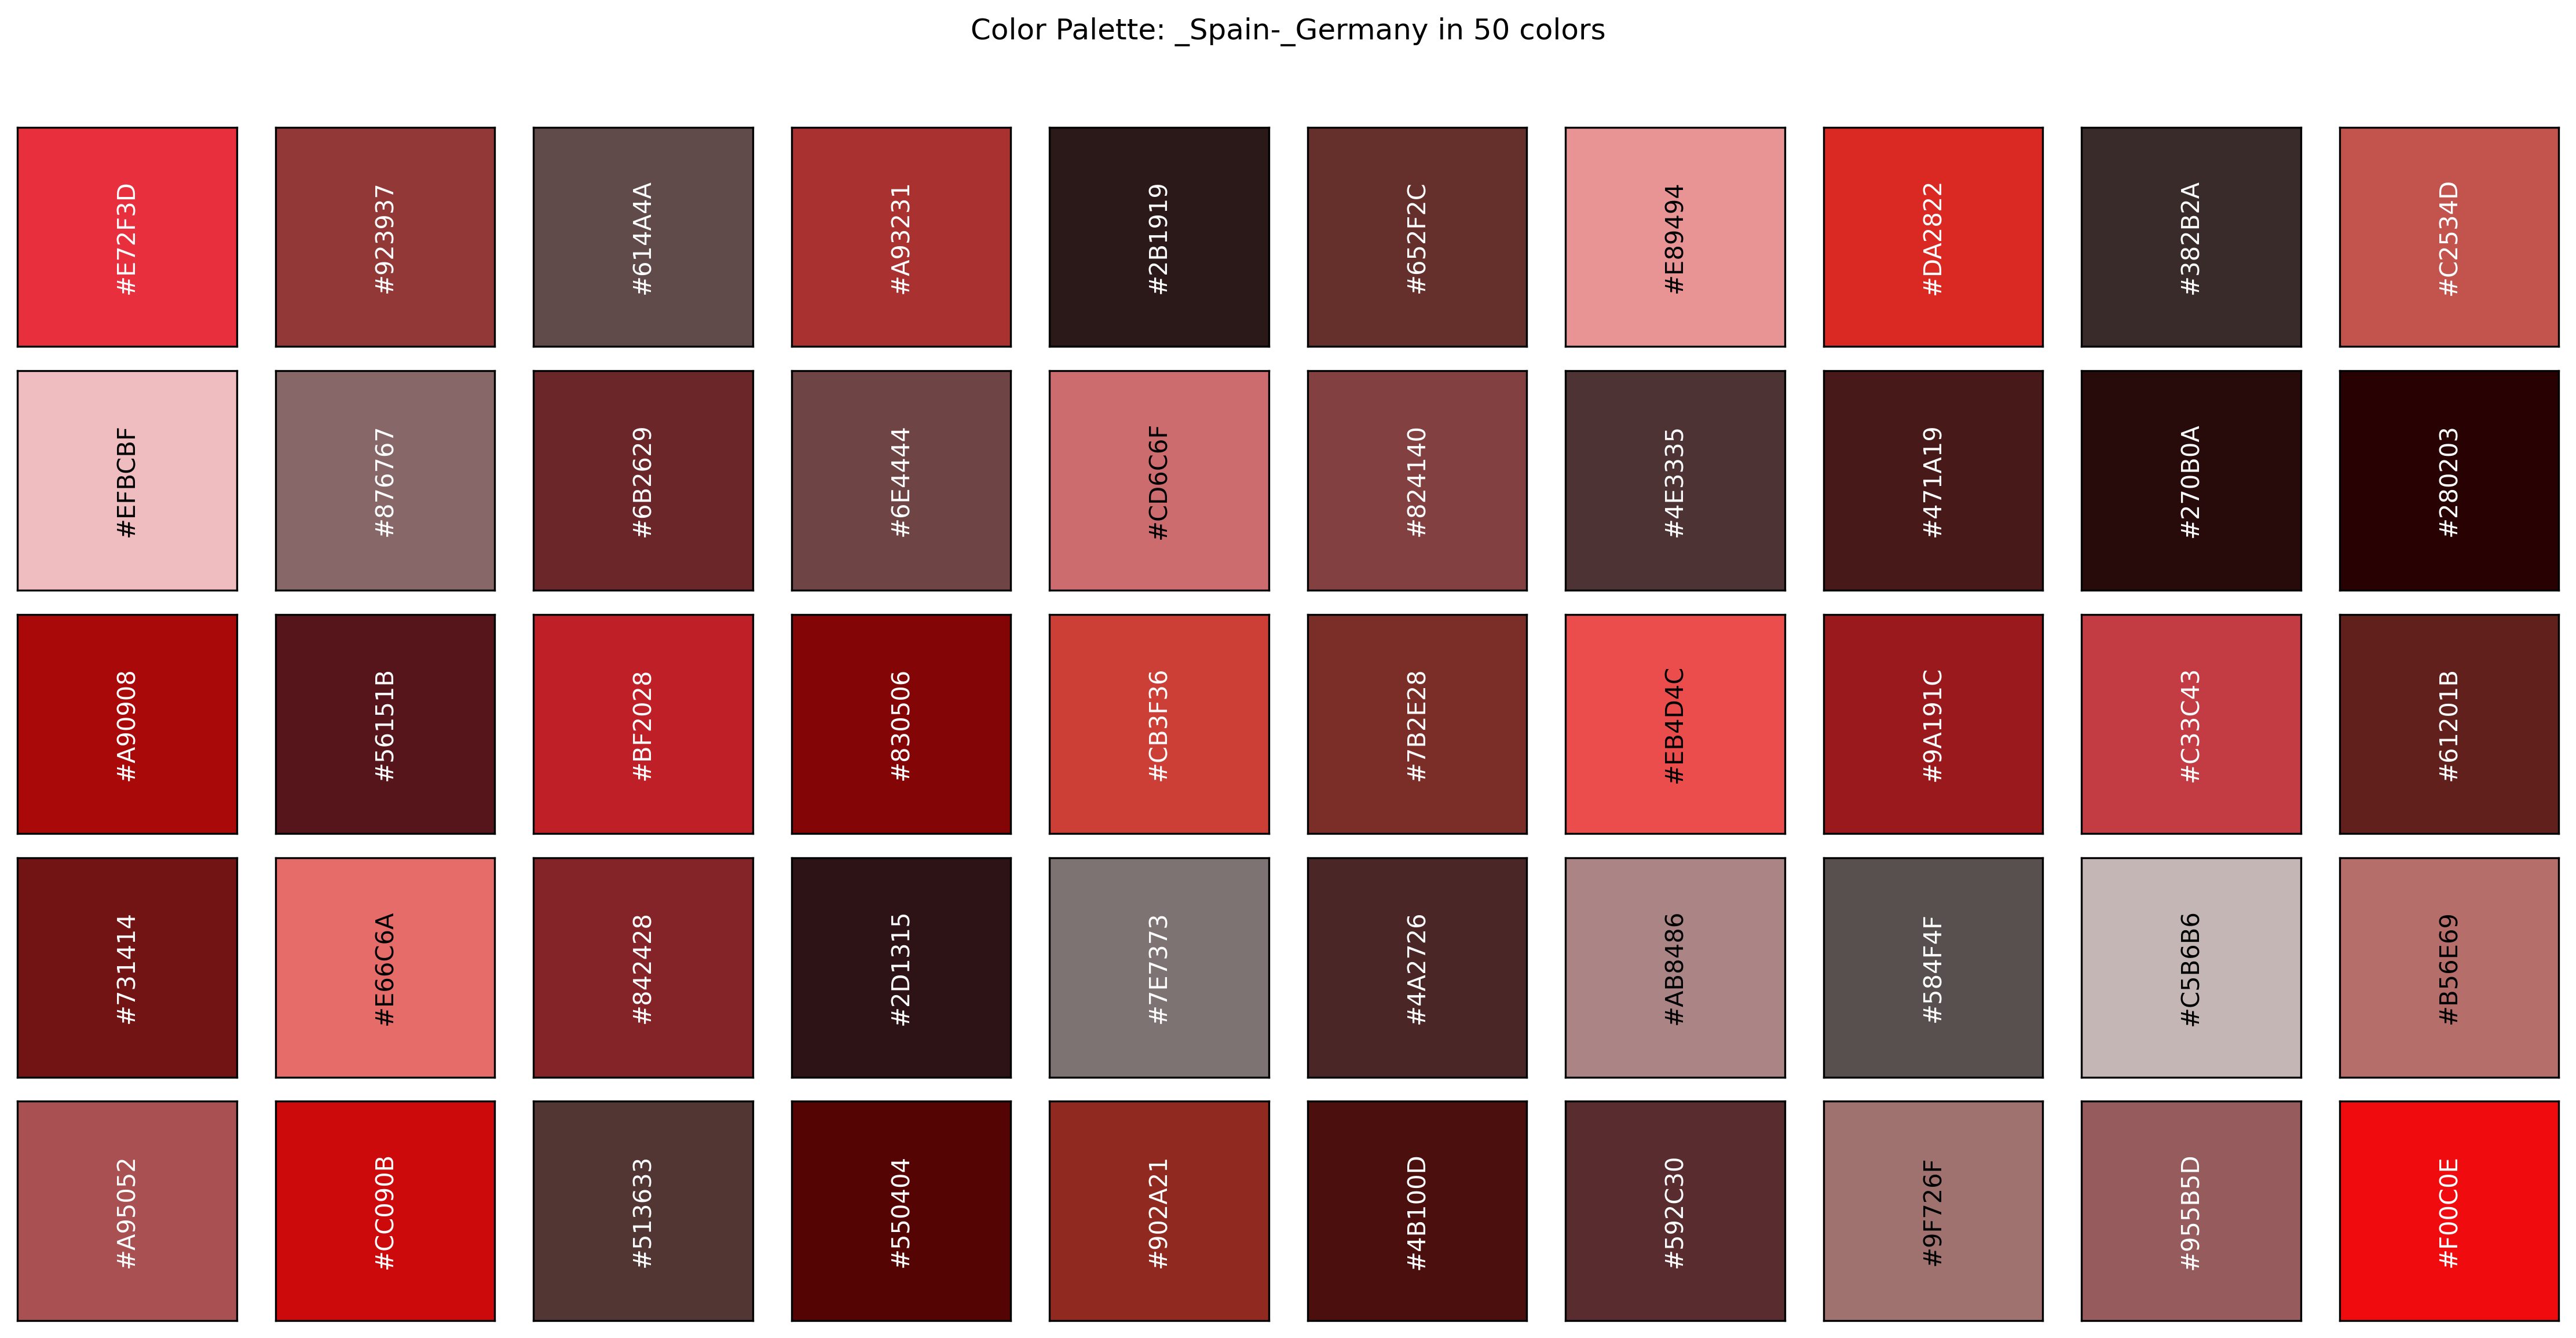 Color Palette: _Spain-_Germany in 50 colors
#E72F3D
#923937
#614A4A
#A93231
#2B1919
#652F2C
#E89494
#DA2822
#382B2A
#C2534D
#EFBCBF
#876767
#6B2629
#6E4444
#CD6C6F
#824140
#4E3335
#471A19
#270B0A
#280203
#A90908
#56151B
#BF2028
#830506
#CB3F36
#7B2E28
#EB4D4C
#9A191C
#C33C43
#61201B
#731414
#E66C6A
#842428
#2D1315
#7E7373
#4A2726
#AB8486
#584F4F
#C5B6B6
#B56E69
#A95052
#CC090B
#513633
#550404
#902A21
#4B100D
#592C30
#9F726F
#955B5D
#F00C0E